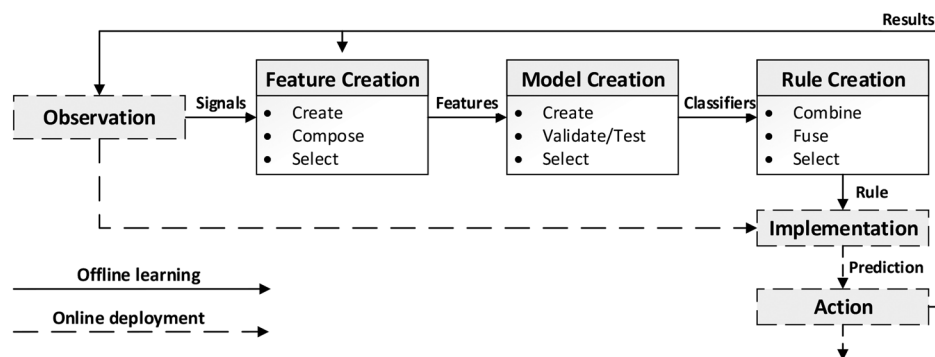 Results
Feature Creation
Model Creation
Rule Creation
Observation
Signals
• Create
• Compose
• Select
Features
• Create
• Validate/Test
• Select
Classifiers
• Combine
• Fuse
• Select
Rule
Implementation
Offline learning
Prediction
Online deployment
Action